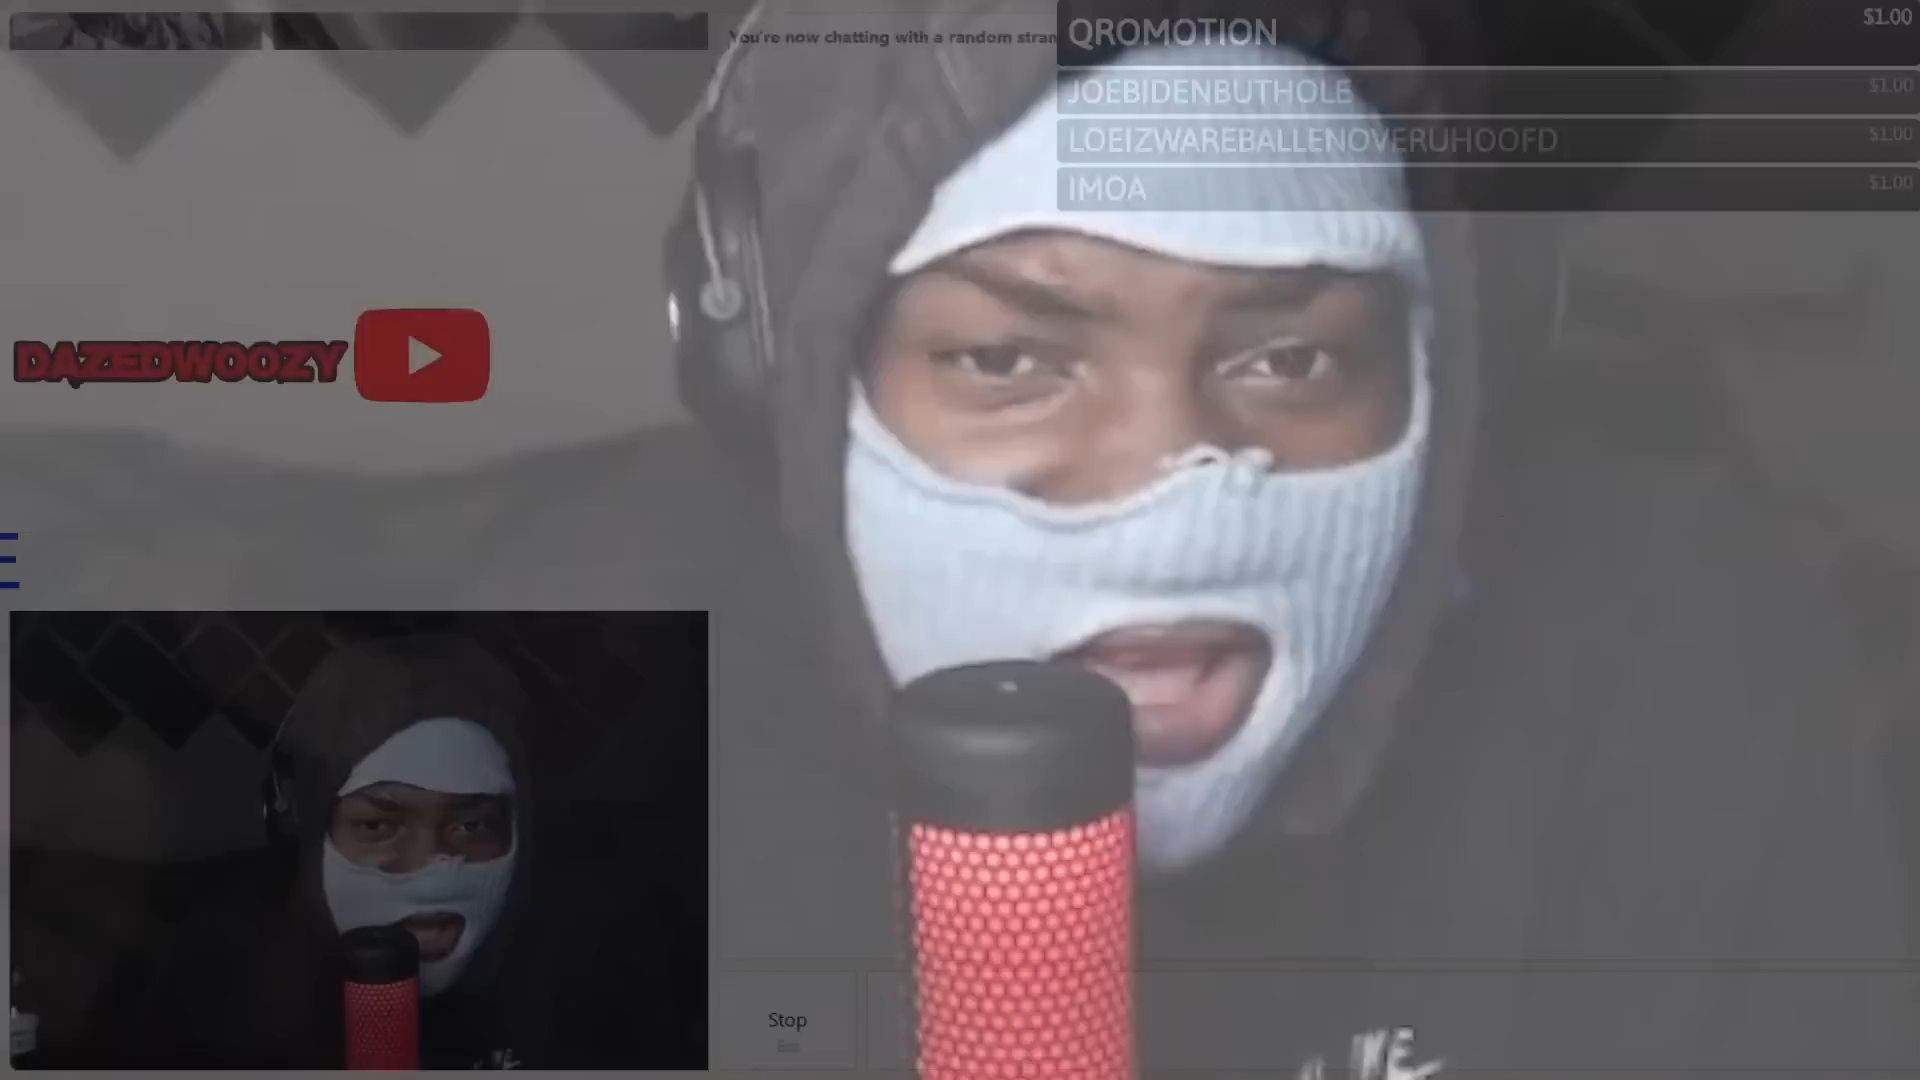 You're now chatting with a random stran
QROMOTION
$1.00
JOEBIDENBUTHOLE
$1.00
LOEIZWAREBALLENOVERUHOOFD
$1.00
IMOA
$1.00
DAZEDWOOZY
Stop
Esc